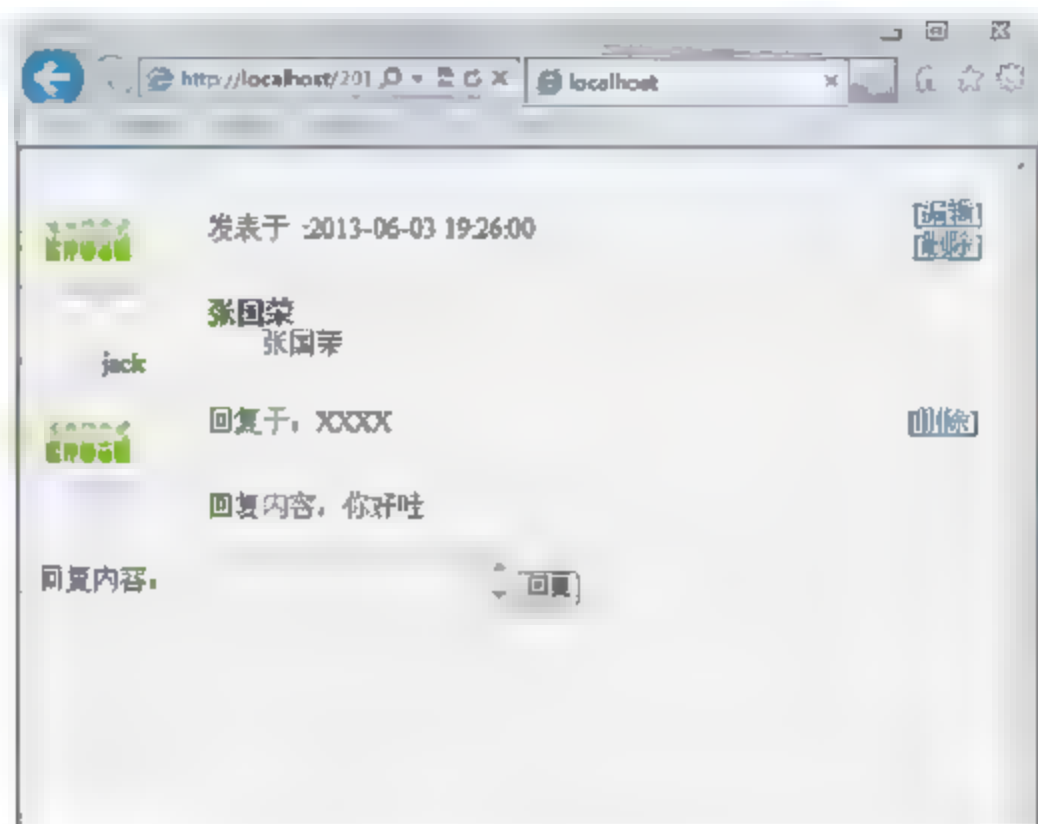 http://localhost/201
localhost
发表于 :2013-06-03 19:26:00
[编辑]
[删除]
张国荣
张国荣
jack
回复于：XXXX
[删除]
回复内容：你好哇
回复内容：
回复